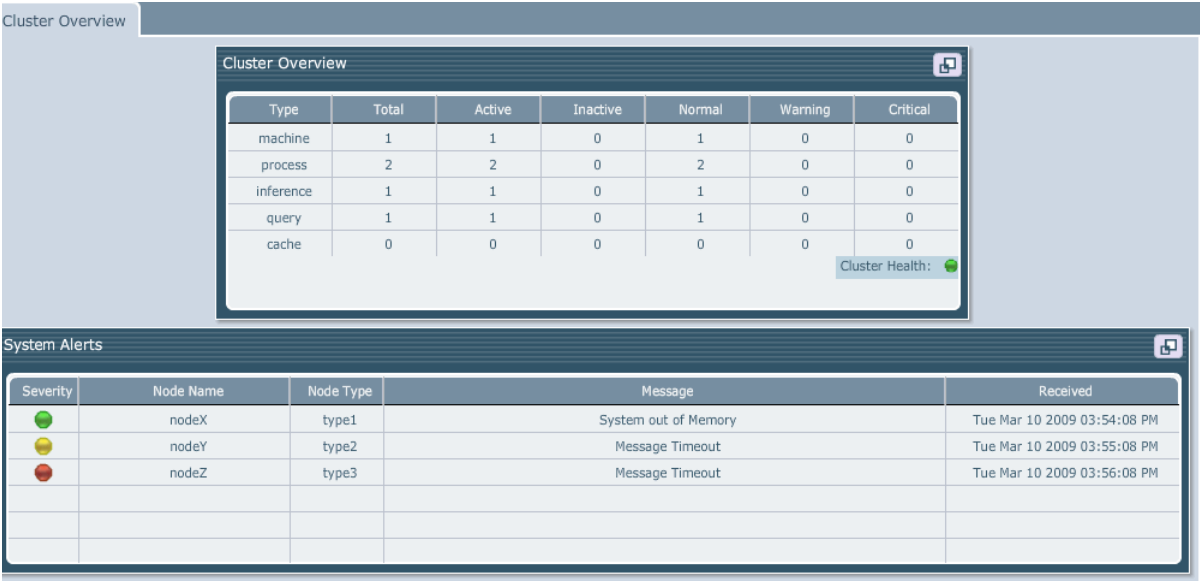 Cluster Overview
Cluster Overview
Type Total Active Inactive Normal Warning Critical
machine 1 1 0 1 0 0
process 2 2 0 2 0 0
inference 1 1 0 1 0 0
query 1 1 0 1 0 0
cache 0 0 0 0 0 0
Cluster Health:
System Alerts
Severity Node Name Node Type Message Received
nodeX type1 System out of Memory Tue Mar 10 2009 03:54:08 PM
nodeY type2 Message Timeout Tue Mar 10 2009 03:55:08 PM
nodeZ type3 Message Timeout Tue Mar 10 2009 03:56:08 PM